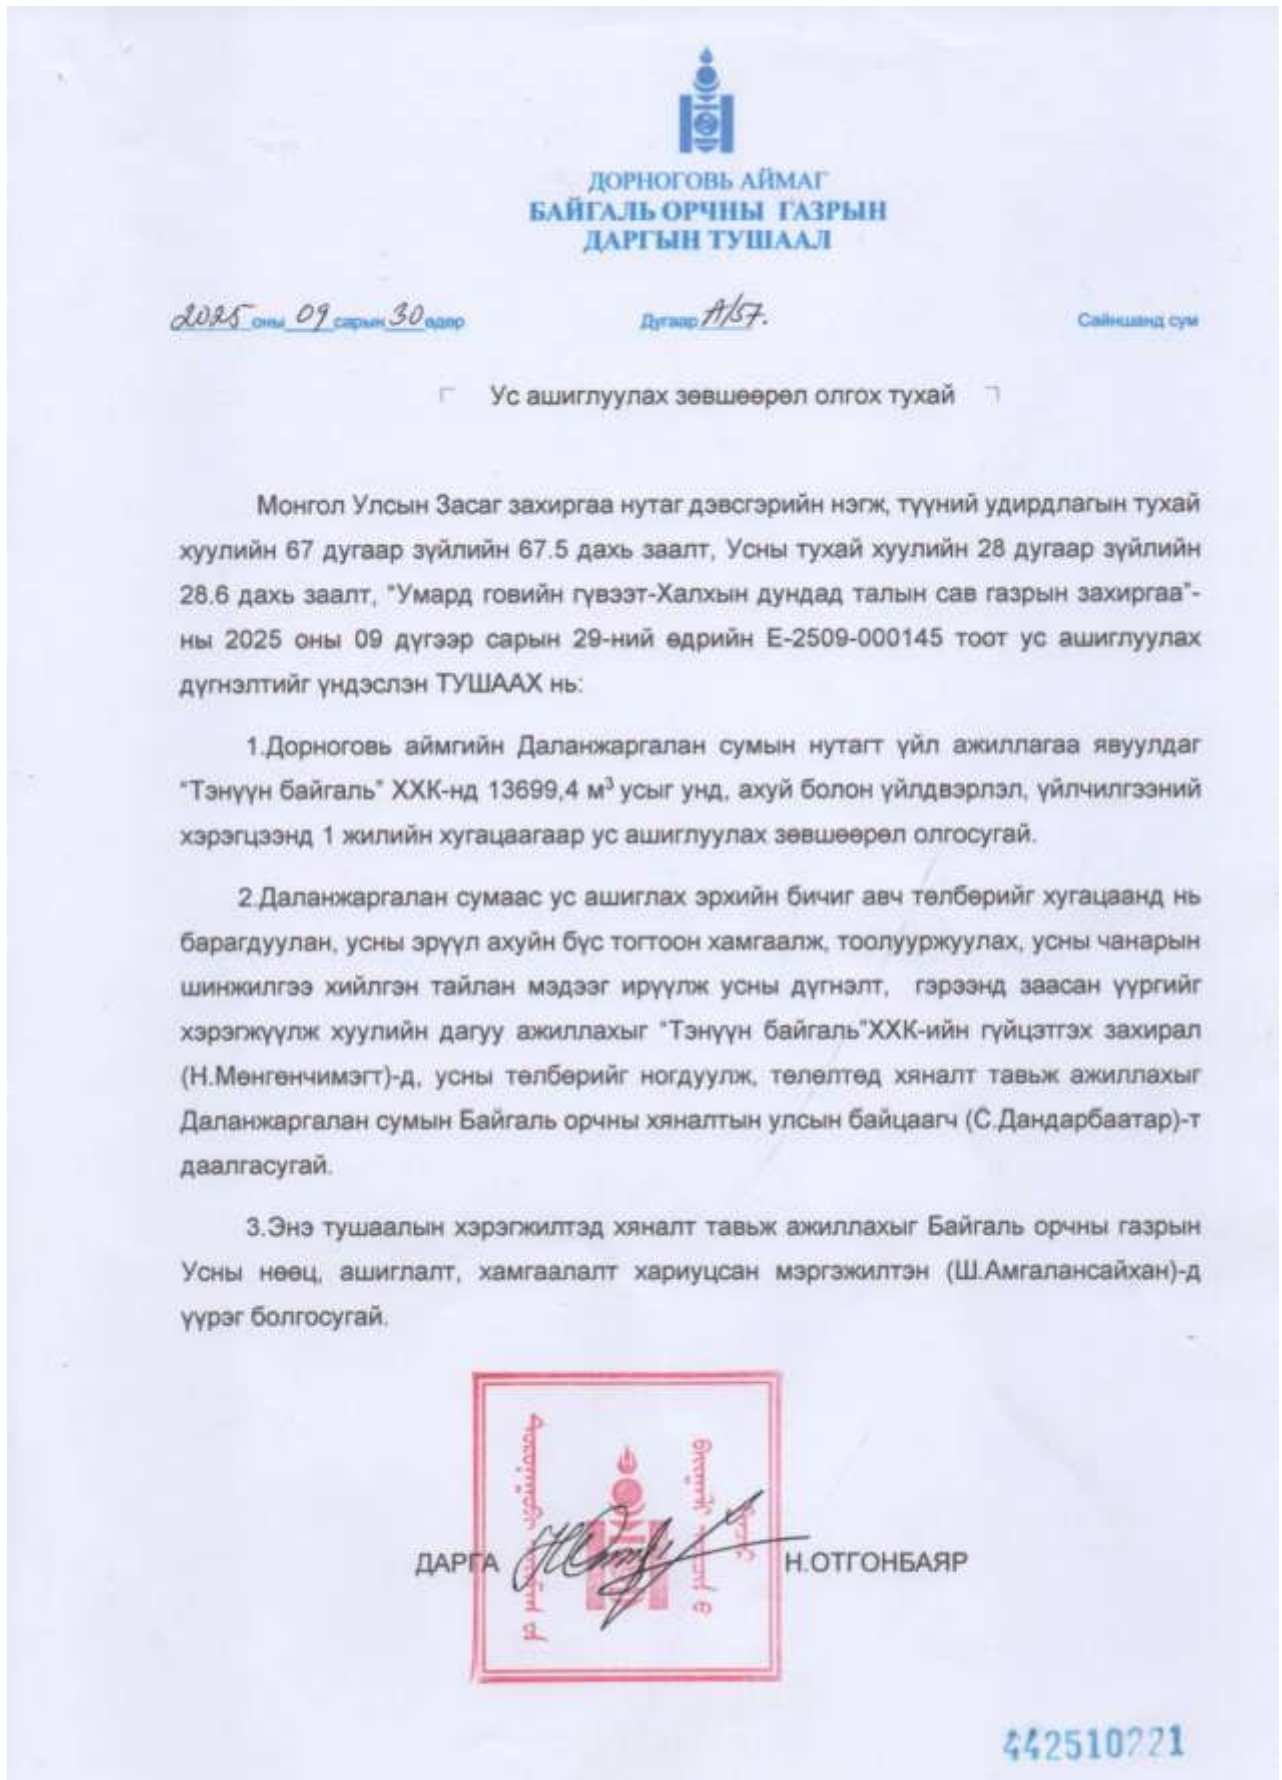 ДОРНОГОВЬ АЙМАГ
БАЙГАЛЬ ОРЧНЫ ГАЗРЫН
ДАРГЫН ТУШААЛ
2025 оны 09 сарын 30 өдөр Дугаар А/57. Сайншанд сум
Ус ашиглуулах зөвшөөрөл олгох тухай
Монгол Улсын Засаг захиргаа нутаг дэвсгэрийн нэгж, түүний удирдлагын тухай
хуулийн 67 дугаар зүйлийн 67.5 дахь заалт, Усны тухай хуулийн 28 дугаар зүйлийн
28.6 дахь заалт, “Умард говийн гүвээт-Халхын дундад талын сав газрын захиргаа”-
ны 2025 оны 09 дүгээр сарын 29-ний өдрийн Е-2509-000145 тоот ус ашиглуулах
дүгнэлтийг үндэслэн ТУШААХ нь:
1.Дорноговь аймгийн Даланжаргалан сумын нутагт үйл ажиллагаа явуулдаг
“Тэнүүн байгаль” ХХК-нд 13699,4 м³ усыг унд, ахуй болон үйлдвэрлэл, үйлчилгээний
хэрэгцээнд 1 жилийн хугацаагаар ус ашиглуулах зөвшөөрөл олгосугай.
2.Даланжаргалан сумаас ус ашиглах эрхийн бичиг авч төлбөрийг хугацаанд нь
барагдуулан, усны эрүүл ахуйн бүс тогтоон хамгаалж, тоолууржуулах, усны чанарын
шинжилгээ хийлгэн тайлан мэдээг ирүүлж усны дүгнэлт, гэрээнд заасан үүргийг
хэрэгжүүлж хуулийн дагуу ажиллахыг “Тэнүүн байгаль”ХХК-ийн гүйцэтгэх захирал
(Н.Мөнгөнчимэгт)-д, усны төлбөрийг ногдуулж, төлөлтөд хяналт тавьж ажиллахыг
Даланжаргалан сумын Байгаль орчны хяналтын улсын байцаагч (С.Дандарбаатар)-т
даалгасугай.
3.Энэ тушаалын хэрэгжилтэд хяналт тавьж ажиллахыг Байгаль орчны газрын
Усны нөөц, ашиглалт, хамгаалалт хариуцсан мэргэжилтэн (Ш.Амгалансайхан)-д
үүрэг болгосугай.
ДАРГА Н.ОТГОНБАЯР
442510221